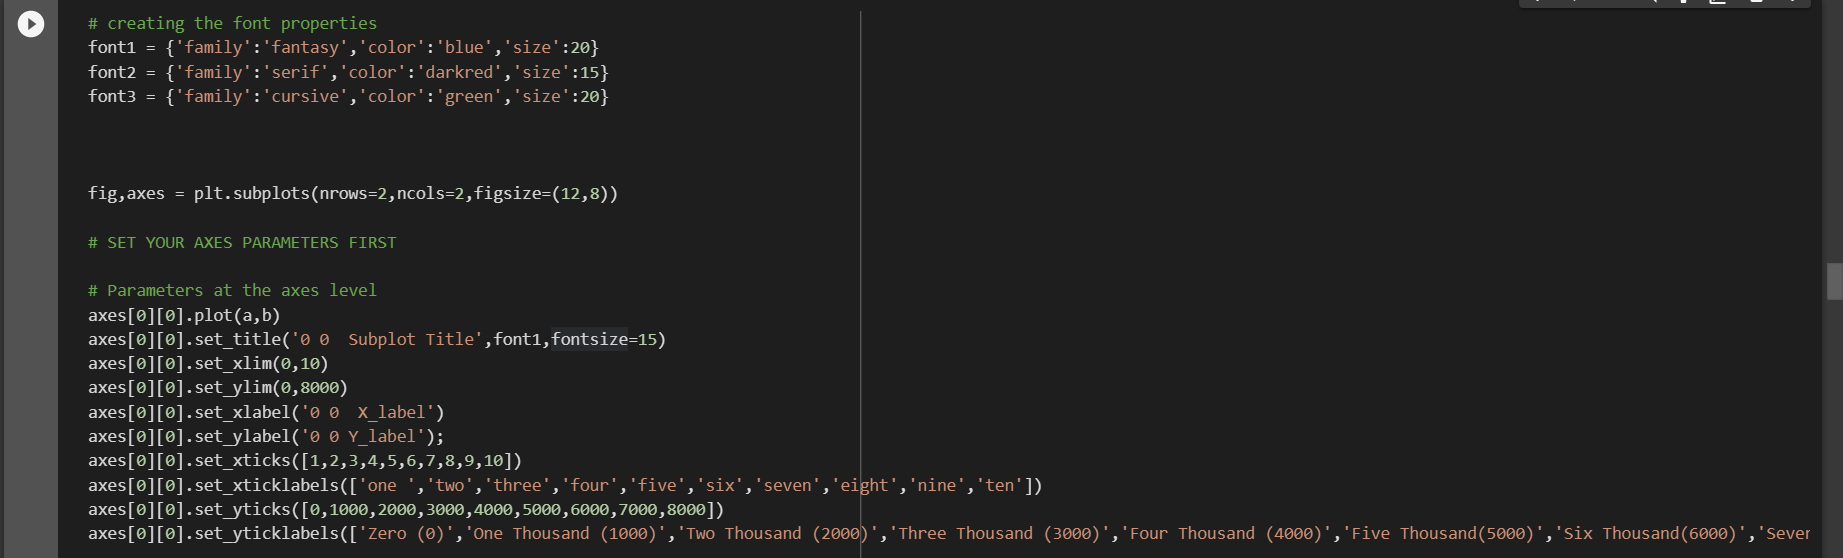 # creating the font properties
font1 = {'family':'fantasy','color':'blue','size':20}
font2 = {'family':'serif','color':'darkred','size':15}
font3 = {'family':'cursive','color':'green','size':20}
fig,axes = plt.subplots(nrows=2,ncols=2,figsize=(12,8))
# SET YOUR AXES PARAMETERS FIRST
# Parameters at the axes level
axes[0][0].plot(a,b)
axes[0][0].set_title('0 0  Subplot Title',font1,fontsize=15)
axes[0][0].set_xlim(0,10)
axes[0][0].set_ylim(0,8000)
axes[0][0].set_xlabel('0 0  X_label')
axes[0][0].set_ylabel('0 0 Y_label');
axes[0][0].set_xticks([1,2,3,4,5,6,7,8,9,10])
axes[0][0].set_xticklabels(['one ','two','three','four','five','six','seven','eight','nine','ten'])
axes[0][0].set_yticks([0,1000,2000,3000,4000,5000,6000,7000,8000])
axes[0][0].set_yticklabels(['Zero (0)','One Thousand (1000)','Two Thousand (2000)','Three Thousand (3000)','Four Thousand (4000)','Five Thousand(5000)','Six Thousand(6000)','Sever